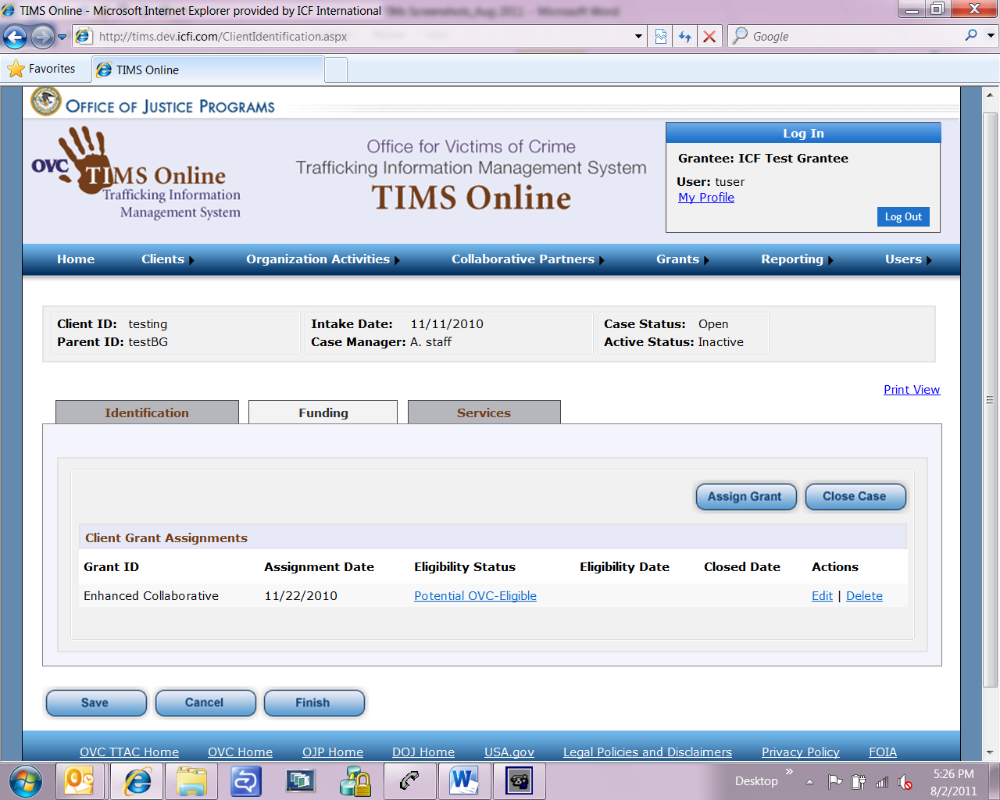 TIMS Online - Microsoft Internet Explorer provided by ICF International
TIMs Screenshots_Aug 2011 - Microsoft Word
http://tims.dev.icfi.com/ClientIdentification.aspx
Google
Favorites
TIMS Online
OFFICE OF JUSTICE PROGRAMS
OVC TIMS Online
Trafficking Information
Management System
Office for Victims of Crime
Trafficking Information Management System
TIMS Online
Log In
Grantee: ICF Test Grantee
User: tuser
My Profile
Log Out
Home Clients Organization Activities Collaborative Partners Grants Reporting Users
Client ID: testing Intake Date: 11/11/2010 Case Status: Open
Parent ID: testBG Case Manager: A. staff Active Status: Inactive
Print View
Identification Funding Services
Assign Grant Close Case
Client Grant Assignments
Grant ID Assignment Date Eligibility Status Eligibility Date Closed Date Actions
Enhanced Collaborative 11/22/2010 Potential OVC-Eligible Edit | Delete
Save Cancel Finish
OVC TTAC Home OVC Home OJP Home DOJ Home USA.gov Legal Policies and Disclaimers Privacy Policy FOIA
Desktop »
5:26 PM
8/2/2011